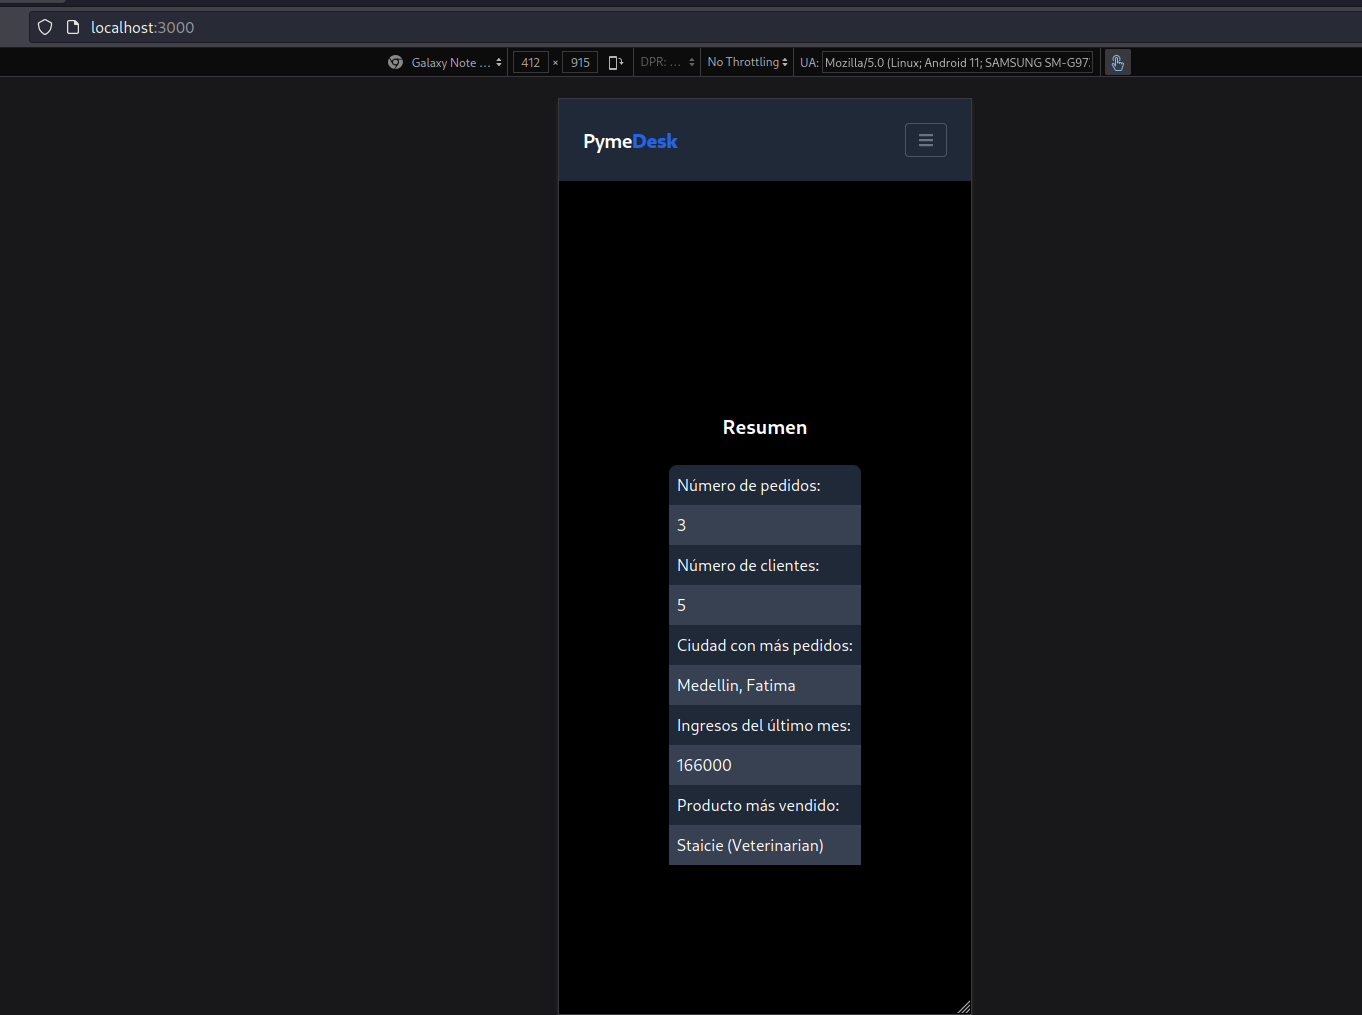 localhost:3000
Galaxy Note ... 412 × 915 DPR: ... No Throttling UA: Mozilla/5.0 (Linux; Android 11; SAMSUNG SM-G97
PymeDesk
Resumen
Número de pedidos:
3
Número de clientes:
5
Ciudad con más pedidos:
Medellin, Fatima
Ingresos del último mes:
166000
Producto más vendido:
Staicie (Veterinarian)